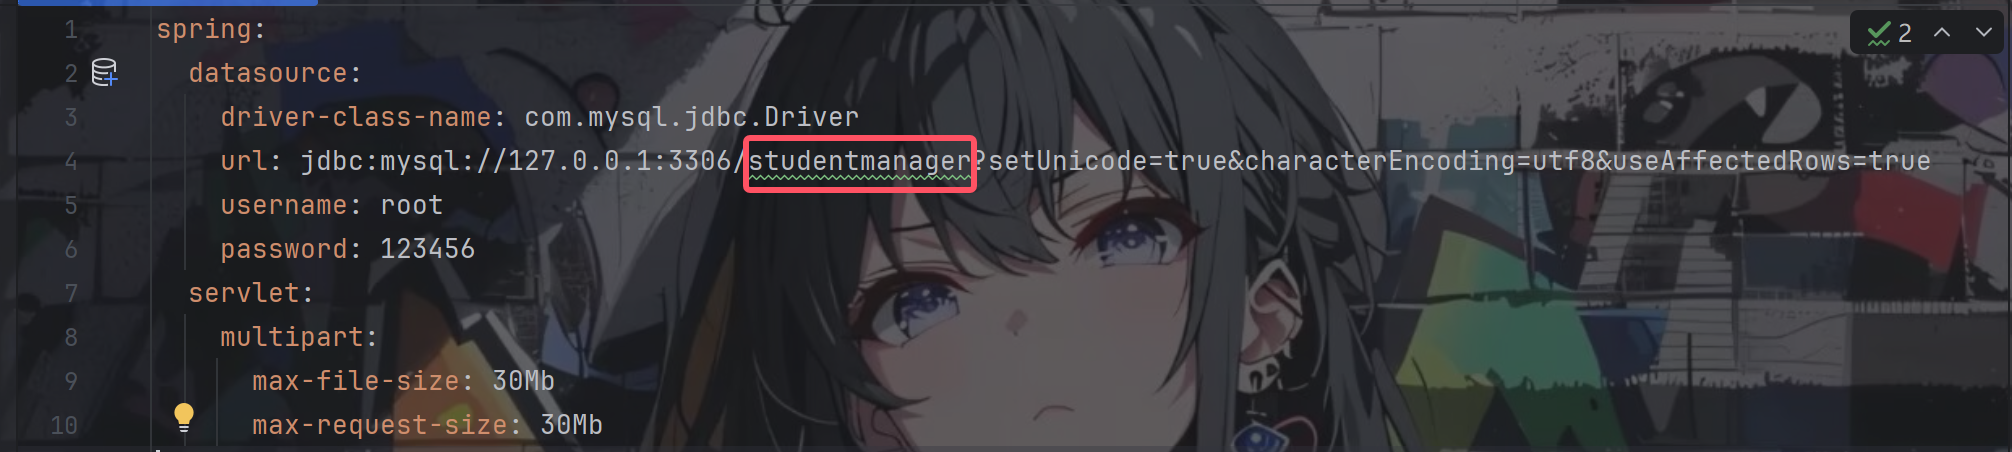 1 spring:
2 datasource:
3 driver-class-name: com.mysql.jdbc.Driver
4 url: jdbc:mysql://127.0.0.1:3306/studentmanager?setUnicode=true&characterEncoding=utf8&useAffectedRows=true
5 username: root
6 password: 123456
7 servlet:
8 multipart:
9 max-file-size: 30Mb
10 max-request-size: 30Mb
2